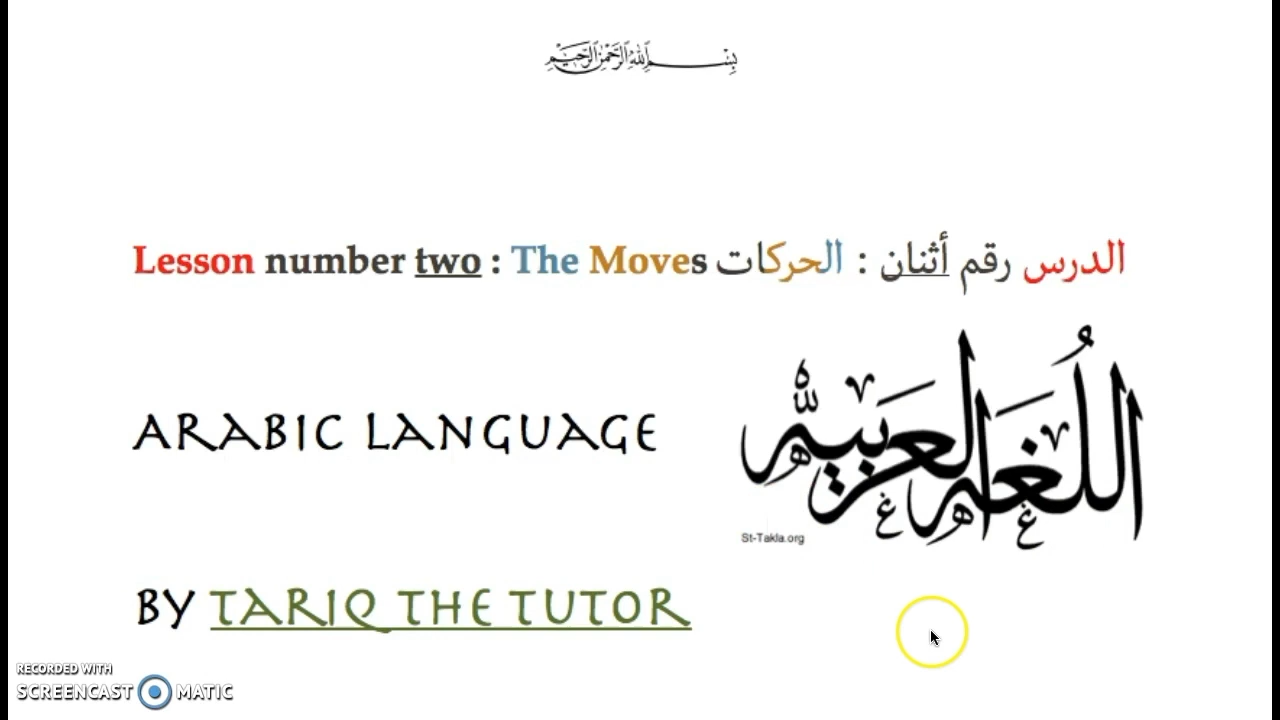 بسم الله الرحمن الرحيم
Lesson number two : The Moves الدرس رقم أثنان : الحركات
اللغة العربية
ARABIC LANGUAGE
St-Takla.org
BY TARIQ THE TUTOR
RECORDED WITH
SCREENCAST MATIC